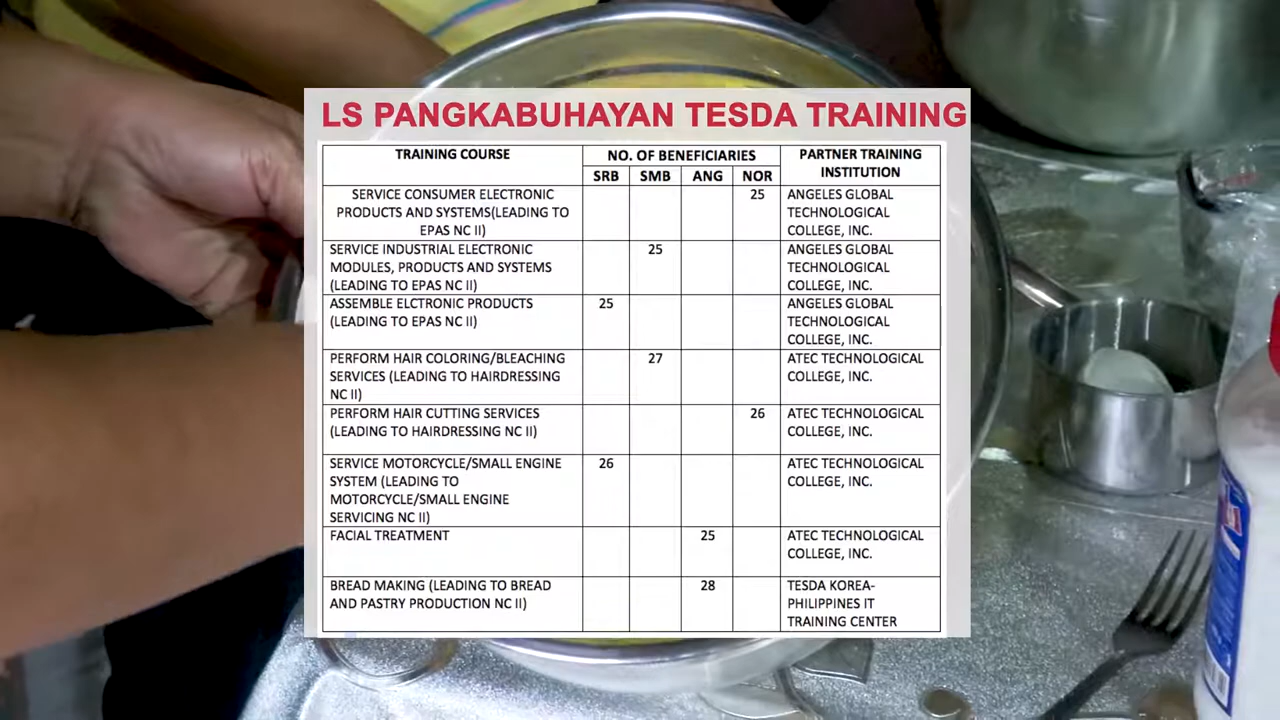 LS PANGKABUHAYAN TESDA TRAINING
TRAINING COURSE
NO. OF BENEFICIARIES
PARTNER TRAINING
INSTITUTION
SRB SMB ANG NOR
SERVICE CONSUMER ELECTRONIC
PRODUCTS AND SYSTEMS(LEADING TO
EPAS NC II)
25
ANGELES GLOBAL
TECHNOLOGICAL
COLLEGE, INC.
SERVICE INDUSTRIAL ELECTRONIC
MODULES, PRODUCTS AND SYSTEMS
(LEADING TO EPAS NC II)
25
ANGELES GLOBAL
TECHNOLOGICAL
COLLEGE, INC.
ASSEMBLE ELCTRONIC PRODUCTS
(LEADING TO EPAS NC II)
25
ANGELES GLOBAL
TECHNOLOGICAL
COLLEGE, INC.
PERFORM HAIR COLORING/BLEACHING
SERVICES (LEADING TO HAIRDRESSING
NC II)
27
ATEC TECHNOLOGICAL
COLLEGE, INC.
PERFORM HAIR CUTTING SERVICES
(LEADING TO HAIRDRESSING NC II)
26
ATEC TECHNOLOGICAL
COLLEGE, INC.
SERVICE MOTORCYCLE/SMALL ENGINE
SYSTEM (LEADING TO
MOTORCYCLE/SMALL ENGINE
SERVICING NC II)
26
ATEC TECHNOLOGICAL
COLLEGE, INC.
FACIAL TREATMENT
25
ATEC TECHNOLOGICAL
COLLEGE, INC.
BREAD MAKING (LEADING TO BREAD
AND PASTRY PRODUCTION NC II)
28
TESDA KOREA-
PHILIPPINES IT
TRAINING CENTER